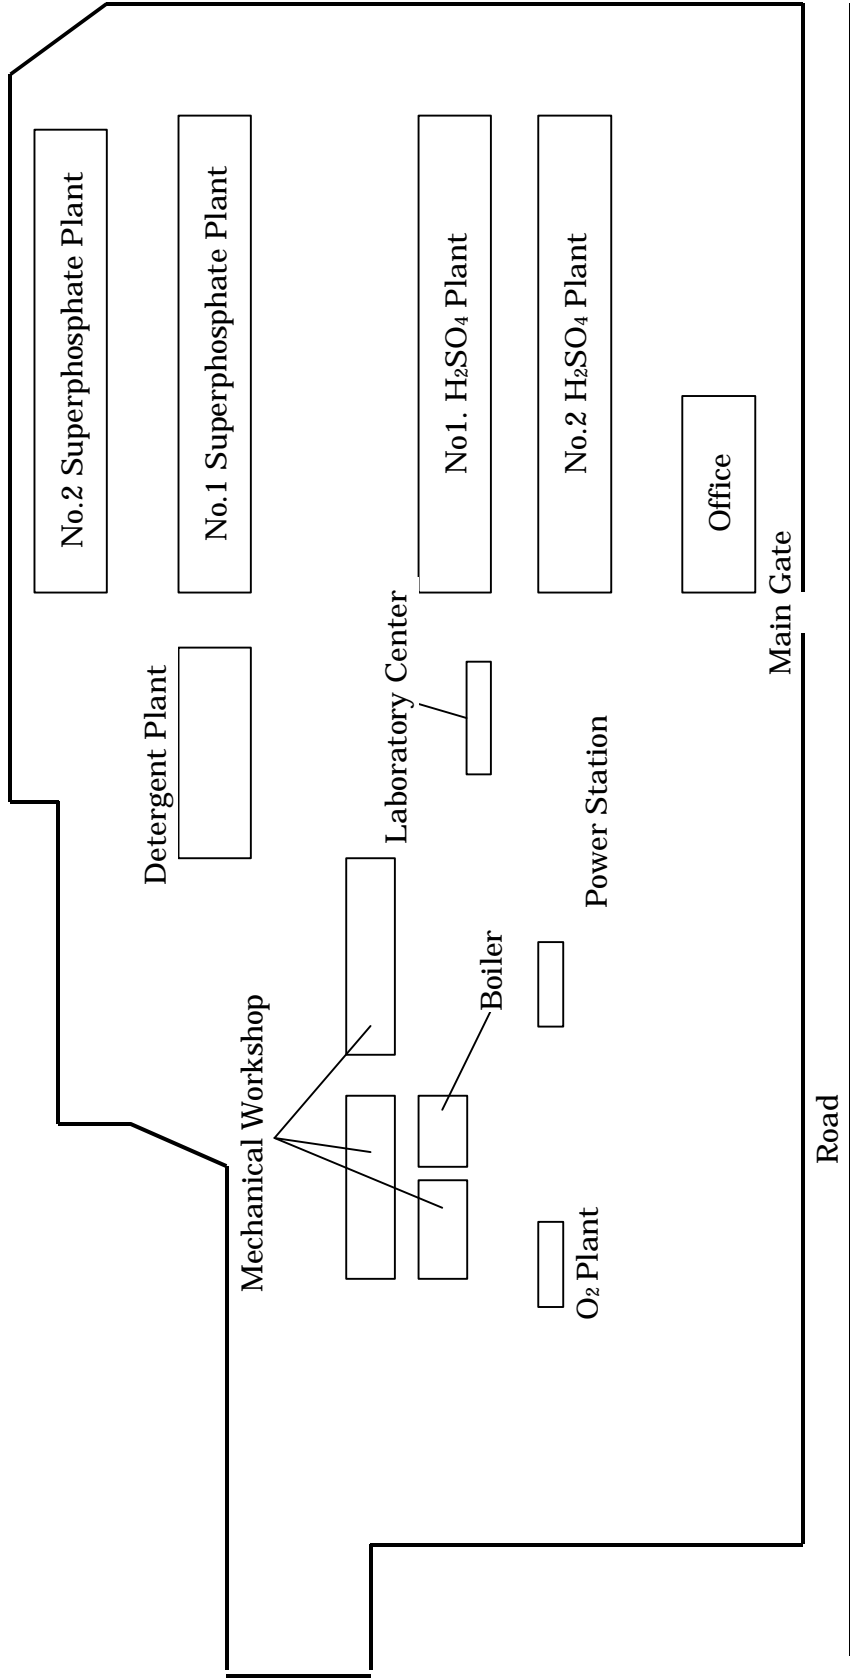 No.2 Superphosphate Plant
No.1 Superphosphate Plant
Detergent Plant
Mechanical Workshop
Laboratory Center
No1. H₂SO₄ Plant
Boiler
No.2 H₂SO₄ Plant
Power Station
O₂ Plant
Office
Main Gate
Road